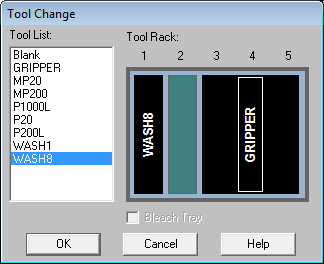 Tool Change
Tool List:
Blank
GRIPPER
MP20
MP200
P1000L
P20
P200L
WASH1
WASH8
Tool Rack:
1 2 3 4 5
WASH8
GRIPPER
Bleach Tray
OK Cancel Help